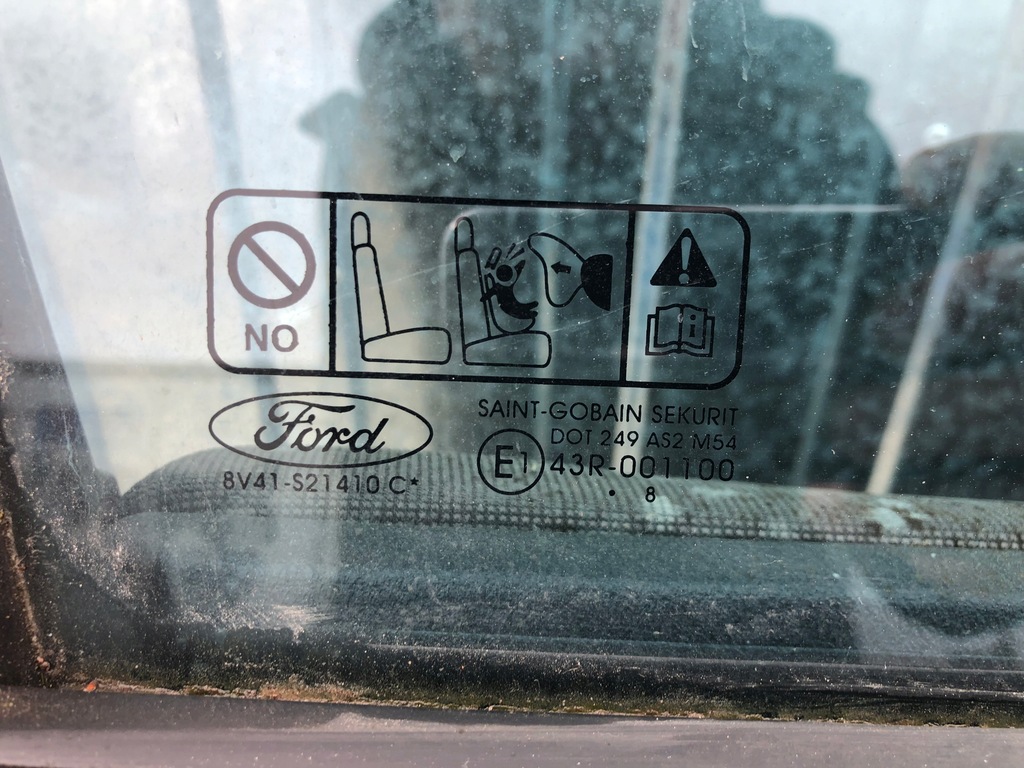 NO
i
Ford
8V41-S21410 C*
SAINT-GOBAIN SEKURIT
DOT 249 AS2 M54
E1 43R-001100
. 8